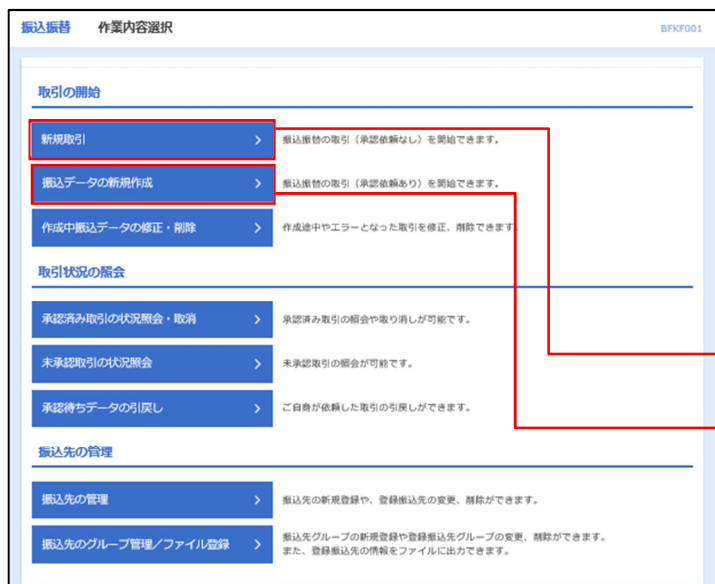 振込振替 作業内容選択 BFKF001
取引の開始
新規取引 振込振替の取引（承認依頼なし）を開始できます。
振込データの新規作成 振込振替の取引（承認依頼あり）を開始できます。
作成中振込データの修正・削除 作成途中やエラーとなった取引を修正、削除できます。
取引状況の照会
承認済み取引の状況照会・取消 承認済み取引の照会や取り消しが可能です。
未承認取引の状況照会 未承認取引の照会が可能です。
承認待ちデータの引戻し ご自身が依頼した取引の引戻しができます。
振込先の管理
振込先の管理 振込先の新規登録や、登録振込先の変更、削除ができます。
振込先のグループ管理／ファイル登録 振込先グループの新規登録や登録振込先グループの変更、削除ができます。
また、登録振込先の情報をファイルに出力できます。